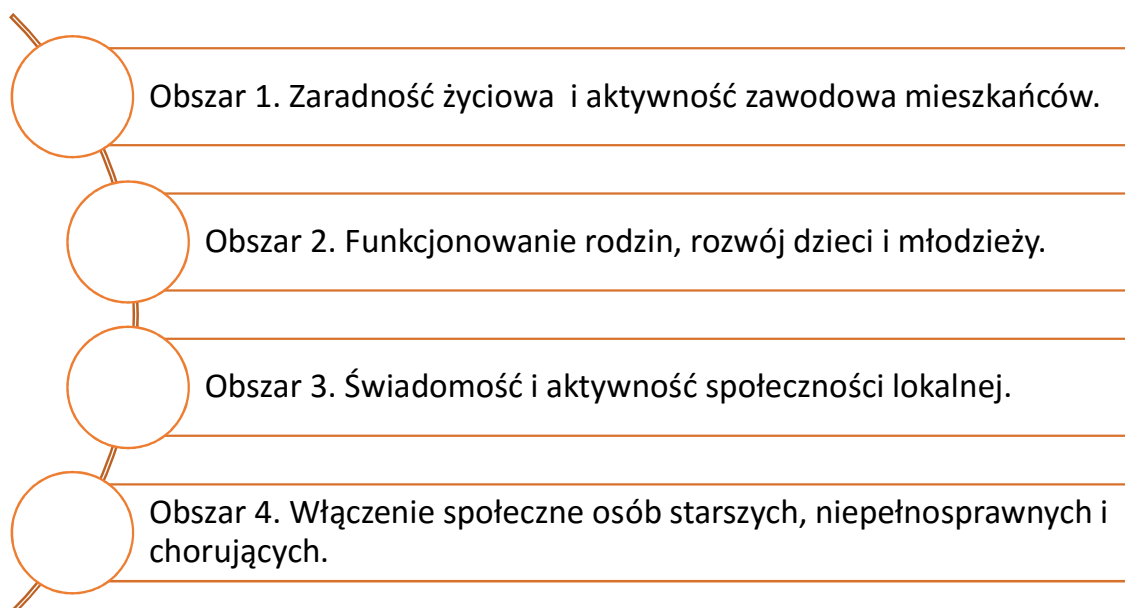 Obszar 1. Zaradność życiowa  i aktywność zawodowa mieszkańców.
Obszar 2. Funkcjonowanie rodzin, rozwój dzieci i młodzieży.
Obszar 3. Świadomość i aktywność społeczności lokalnej.
Obszar 4. Włączenie społeczne osób starszych, niepełnosprawnych i
chorujących.